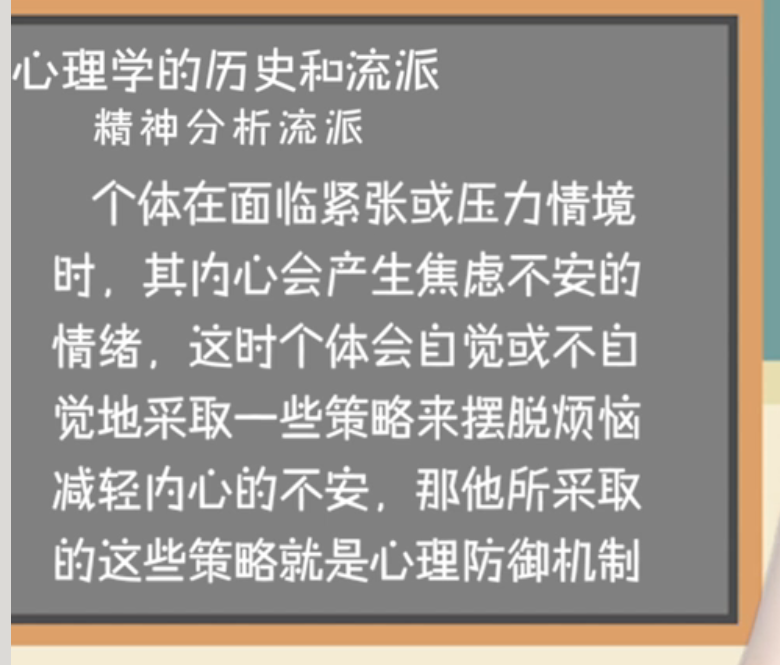 心理学的历史和流派
精神分析流派
个体在面临紧张或压力情境
时，其内心会产生焦虑不安的
情绪，这时个体会自觉或不自
觉地采取一些策略来摆脱烦恼
减轻内心的不安，那他所采取
的这些策略就是心理防御机制